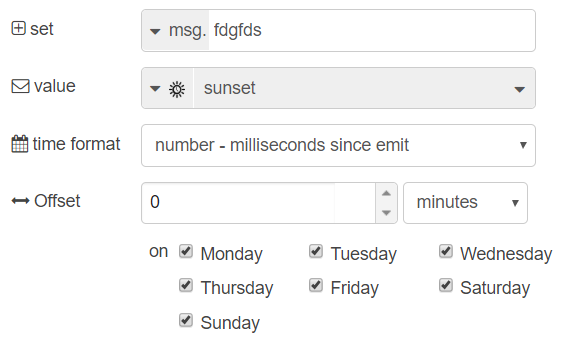 set msg. fdgfds
value sunset
time format number - milliseconds since emit
Offset 0 minutes
on Monday Tuesday Wednesday
Thursday Friday Saturday
Sunday